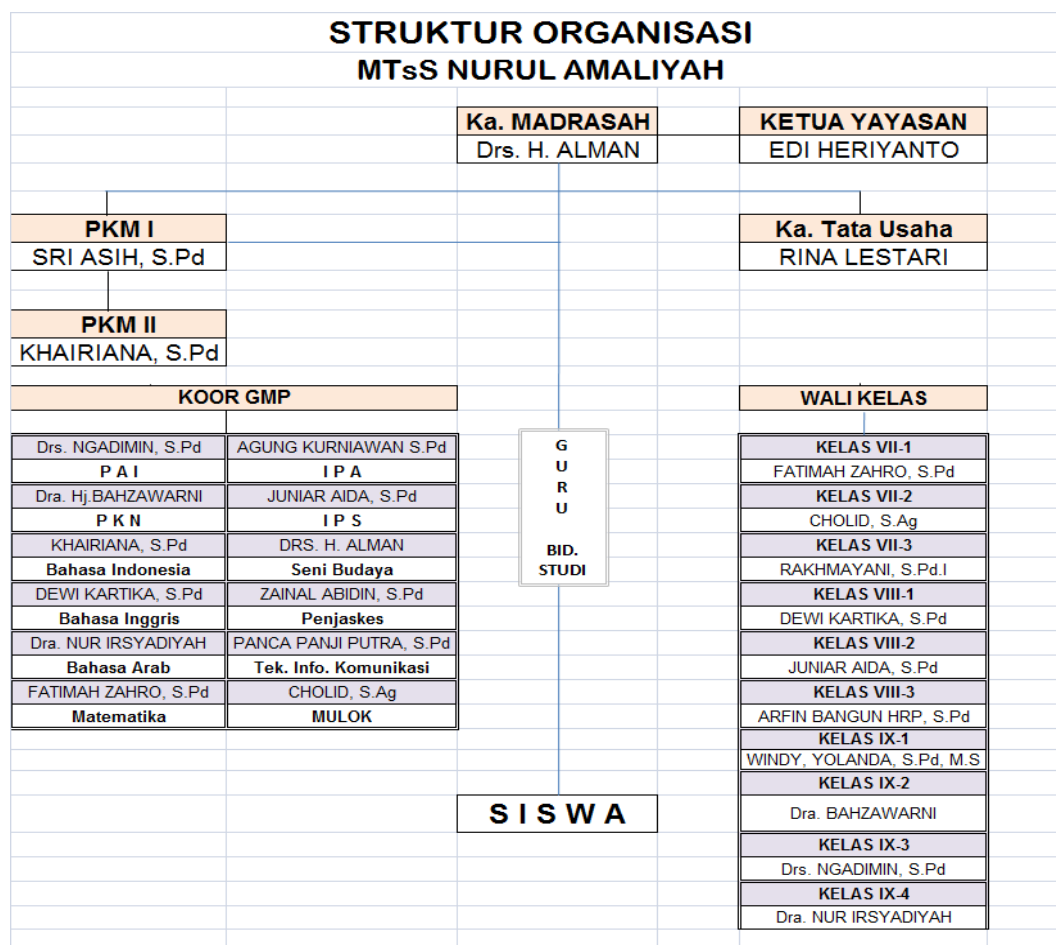 STRUKTUR ORGANISASI
MTsS NURUL AMALIYAH
Ka. MADRASAH
Drs. H. ALMAN
KETUA YAYASAN
EDI HERIYANTO
PKM I
SRI ASIH, S.Pd
Ka. Tata Usaha
RINA LESTARI
PKM II
KHAIRIANA, S.Pd
KOOR GMP
Drs. NGADIMIN, S.Pd
P A I
Dra. Hj.BAHZAWARNI
P K N
KHAIRIANA, S.Pd
Bahasa Indonesia
DEWI KARTIKA, S.Pd
Bahasa Inggris
Dra. NUR IRSYADIYAH
Bahasa Arab
FATIMAH ZAHRO, S.Pd
Matematika
AGUNG KURNIAWAN S.Pd
I P A
JUNIAR AIDA, S.Pd
I P S
DRS. H. ALMAN
Seni Budaya
ZAINAL ABIDIN, S.Pd
Penjaskes
PANCA PANJI PUTRA, S.Pd
Tek. Info. Komunikasi
CHOLID, S.Ag
MULOK
G
U
R
U
BID.
STUDI
S I S W A
WALI KELAS
KELAS VII-1
FATIMAH ZAHRO, S.Pd
KELAS VII-2
CHOLID, S.Ag
KELAS VII-3
RAKHMAYANI, S.Pd.I
KELAS VIII-1
DEWI KARTIKA, S.Pd
KELAS VIII-2
JUNIAR AIDA, S.Pd
KELAS VIII-3
ARFIN BANGUN HRP, S.Pd
KELAS IX-1
WINDY, YOLANDA, S.Pd, M.S
KELAS IX-2
Dra. BAHZAWARNI
KELAS IX-3
Drs. NGADIMIN, S.Pd
KELAS IX-4
Dra. NUR IRSYADIYAH